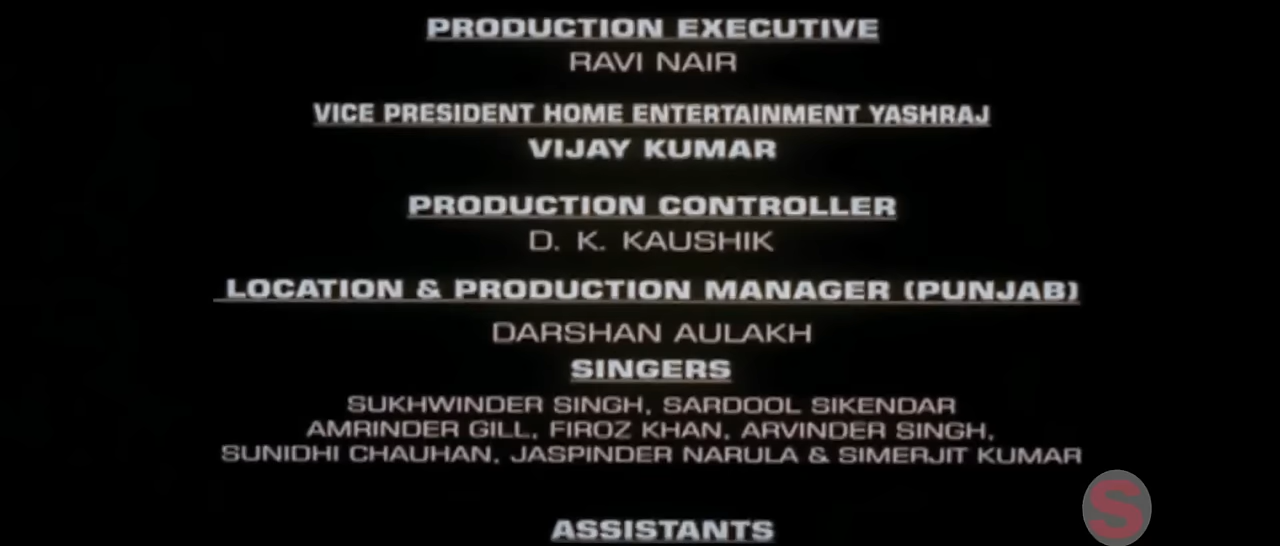 PRODUCTION EXECUTIVE
RAVI NAIR
VICE PRESIDENT HOME ENTERTAINMENT YASHRAJ
VIJAY KUMAR
PRODUCTION CONTROLLER
D. K. KAUSHIK
LOCATION & PRODUCTION MANAGER (PUNJAB)
DARSHAN AULAKH
SINGERS
SUKHWINDER SINGH, SARDOOL SIKENDAR
AMRINDER GILL, FIROZ KHAN, ARVINDER SINGH,
SUNIDHI CHAUHAN, JASPINDER NARULA & SIMERJIT KUMAR
S
ASSISTANTS